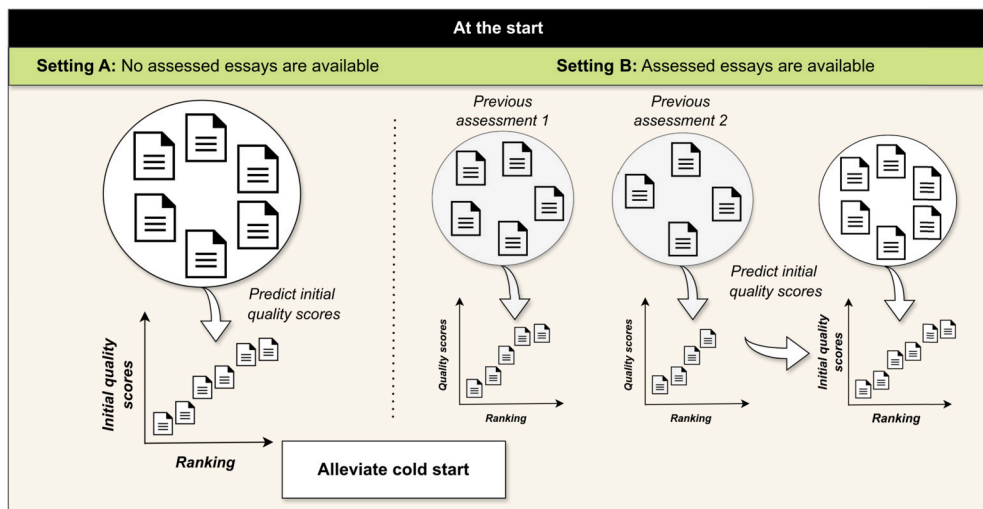 At the start
Setting A: No assessed essays are available
Setting B: Assessed essays are available
Previous
assessment 1
Previous
assessment 2
Predict initial
quality scores
Predict initial
quality scores
Initial quality
scores
Ranking
Quality scores
Ranking
Quality scores
Ranking
Initial quality
scores
Ranking
Alleviate cold start